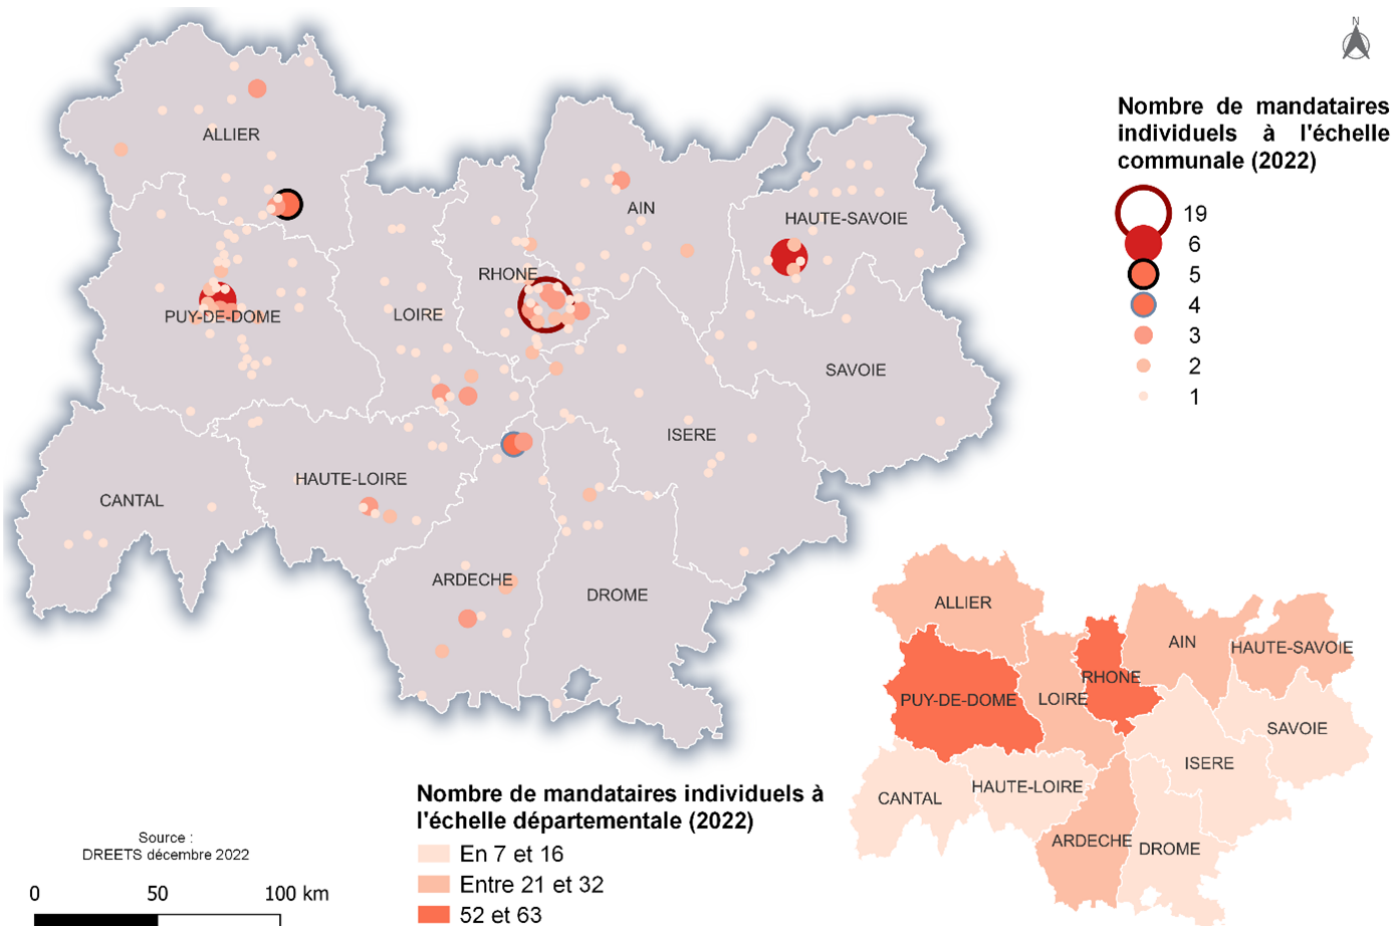 N
Nombre de mandataires
individuels à l'échelle
communale (2022)
19
6
5
4
3
2
1
ALLIER
AIN
HAUTE-SAVOIE
RHONE
PUY-DE-DOME
LOIRE
SAVOIE
ISERE
HAUTE-LOIRE
CANTAL
ARDECHE
DROME
ALLIER
AIN
HAUTE-SAVOIE
RHONE
PUY-DE-DOME
LOIRE
SAVOIE
ISERE
HAUTE-LOIRE
CANTAL
ARDECHE
DROME
Nombre de mandataires individuels à
l'échelle départementale (2022)
En 7 et 16
Entre 21 et 32
52 et 63
Source :
DREETS décembre 2022
0 50 100 km